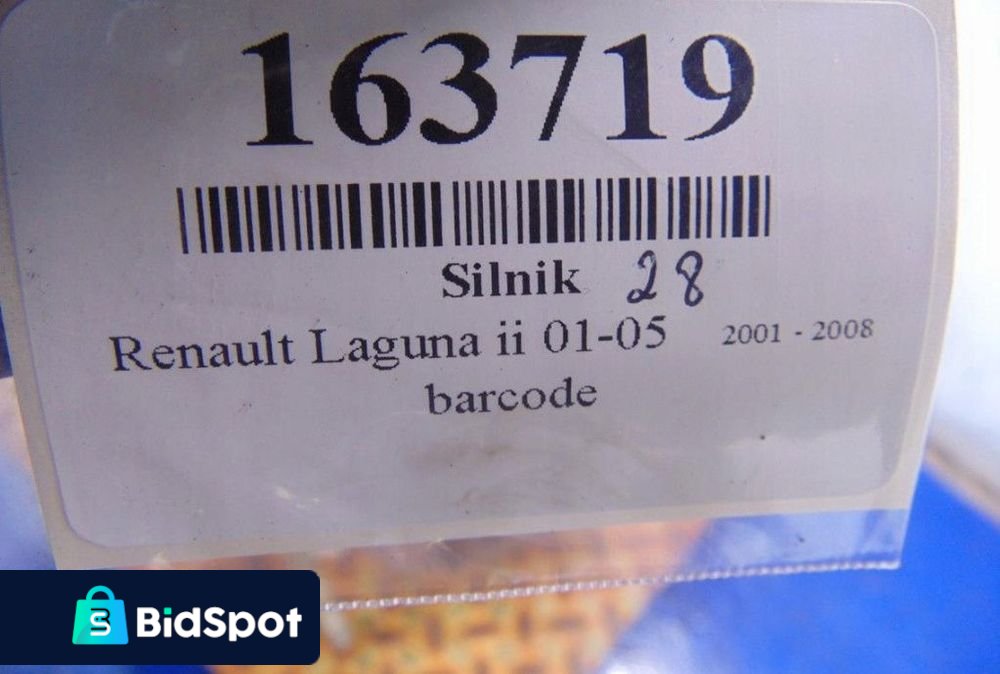 163719
Silnik 28
Renault Laguna ii 01-05 2001 - 2008
barcode
BidSpot